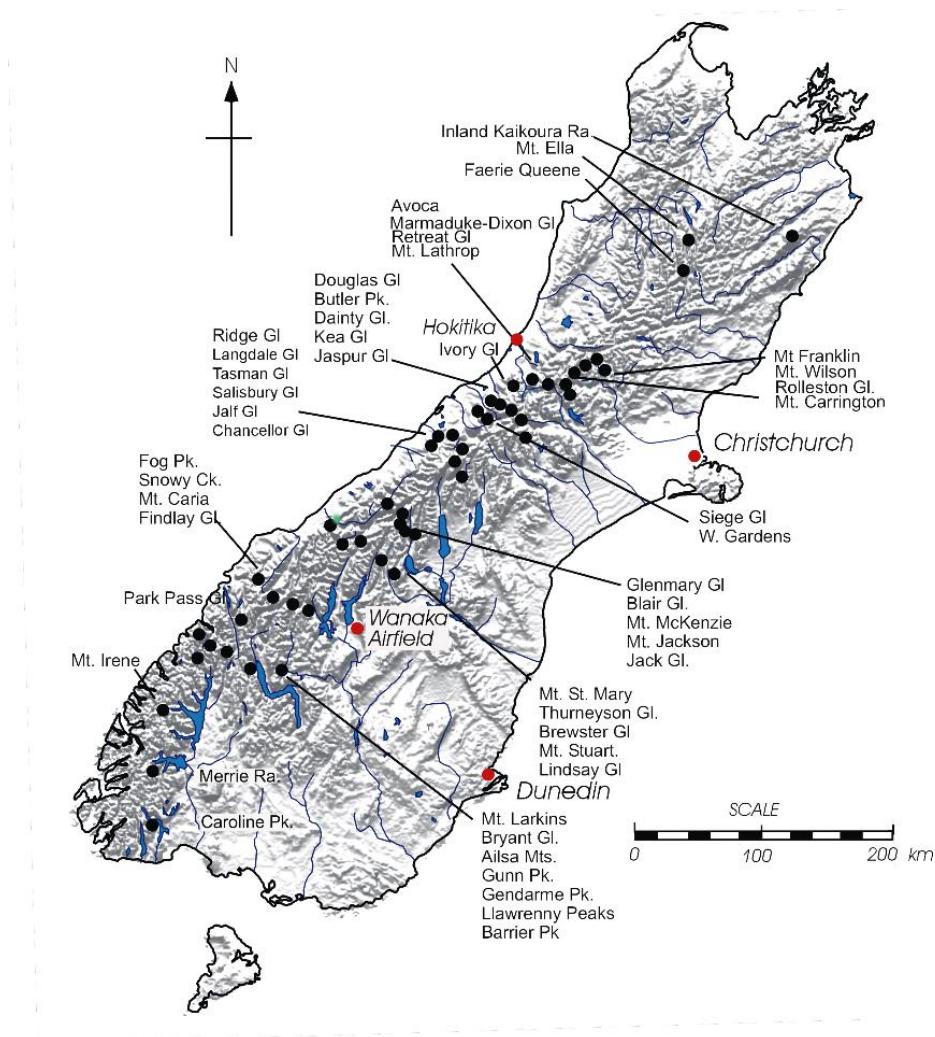 N
Inland Kaikoura Ra
Mt. Ella
Faerie Queene
Avoca
Marmaduke-Dixon Gl
Retreat Gl
Mt. Lathrop
Douglas Gl
Butler Pk.
Dainty Gl.
Kea Gl
Jaspur Gl
Hokitika
Ivory Gl
Ridge Gl
Langdale Gl
Tasman Gl
Salisbury Gl
Jalf Gl
Chancellor Gl
Mt Franklin
Mt. Wilson
Rolleston Gl.
Mt. Carrington
Christchurch
Fog Pk.
Snowy Ck.
Mt. Caria
Findlay Gl
Siege Gl
W. Gardens
Glenmary Gl
Blair Gl.
Mt. McKenzie
Mt. Jackson
Jack Gl.
Park Pass Gl
Wanaka
Airfield
Mt. Irene
Mt. St. Mary
Thurneyson Gl.
Brewster Gl
Mt. Stuart.
Lindsay Gl
Merrie Ra.
Dunedin
Caroline Pk.
Mt. Larkins
Bryant Gl.
Ailsa Mts.
Gunn Pk.
Gendarme Pk.
Llawrenny Peaks
Barrier Pk
SCALE
0 100 200 km